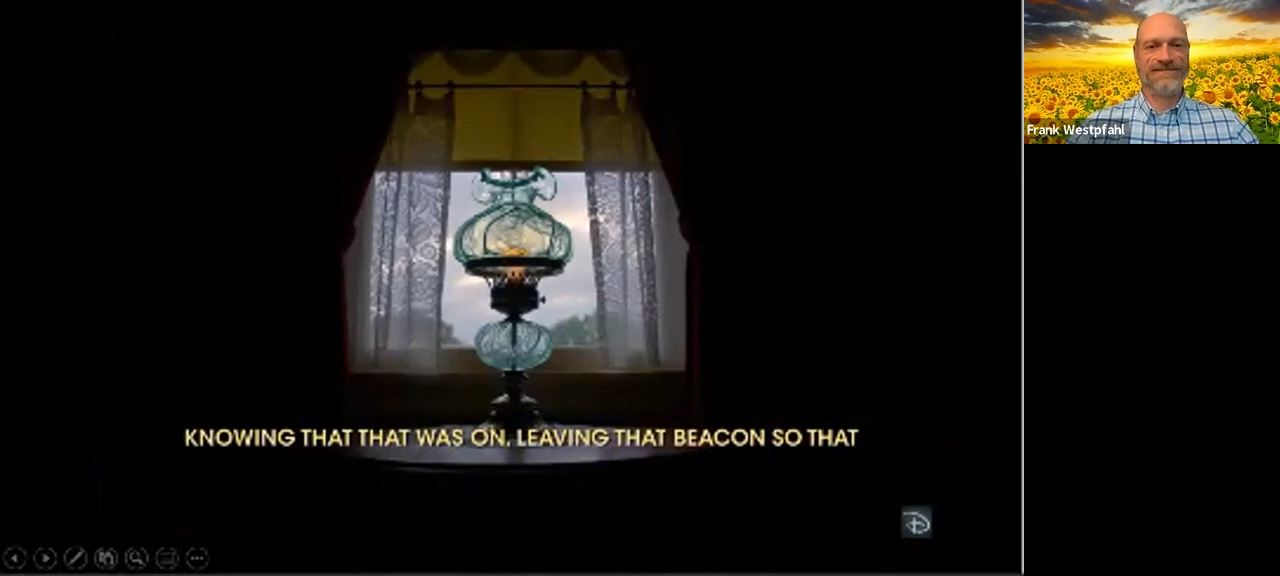 Frank Westpfahl
KNOWING THAT THAT WAS ON, LEAVING THAT BEACON SO THAT